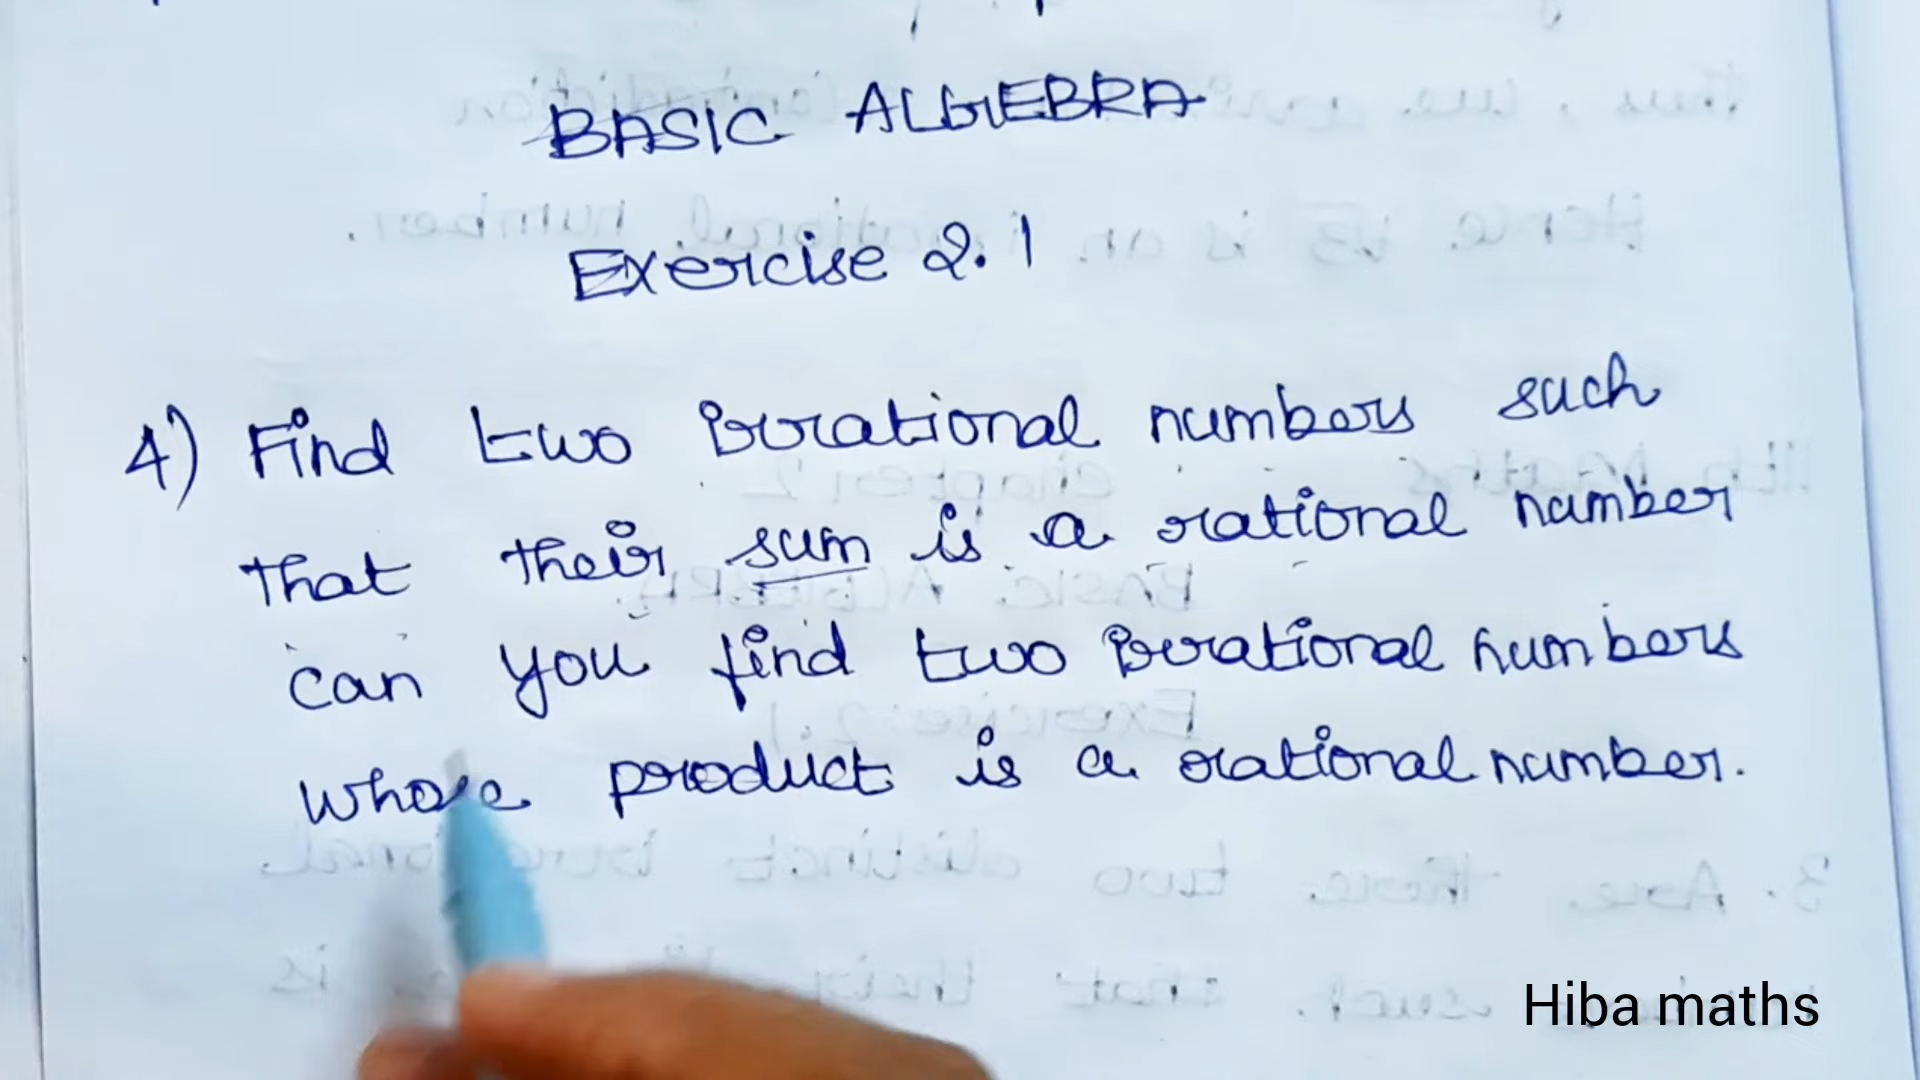 BASIC ALGEBRA
Exercise 2.1
4) Find two Irrational numbers such
that their sum is a rational number
can you find two Irrational numbers
whose product is a rational number.
Hiba maths